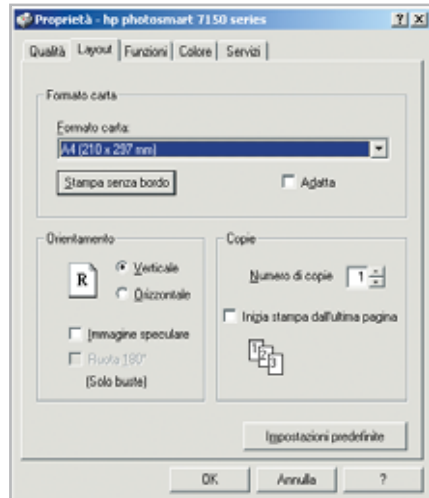 Proprietà - hp photosmart 7150 series
Qualità Layout Funzioni Colore Servizi
Formato carta
Formato carta:
A4 (210 x 297 mm)
Stampa senza bordo
Adatta
Orientamento
R
Verticale
Orizzontale
Immagine speculare
Ruota 180°
(Solo buste)
Copie
Numero di copie 1
Inizia stampa dall'ultima pagina
1 2 3
Impostazioni predefinite
OK Annulla ?